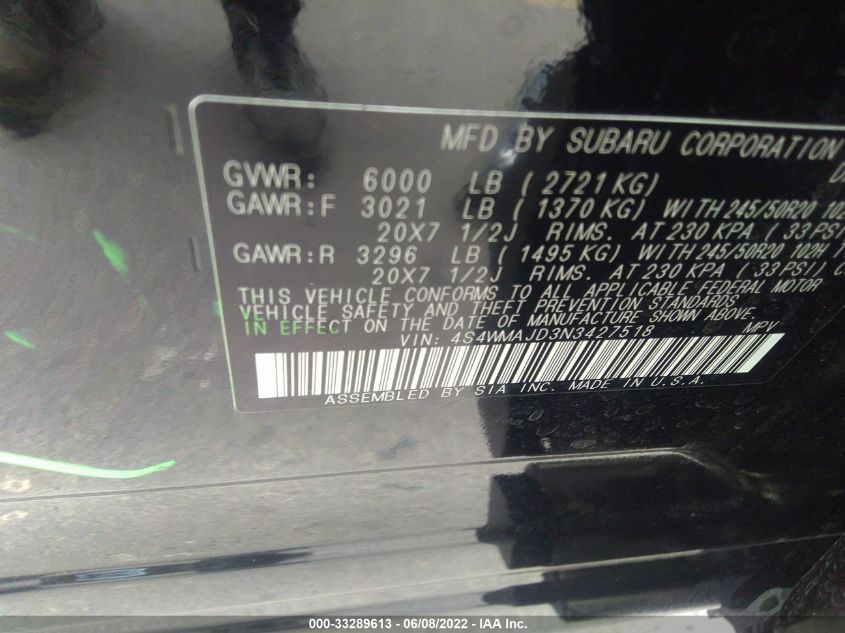 MFD BY SUBARU CORPORATION
GVWR: 6000 LB ( 2721 KG)
GAWR:F 3021 LB ( 1370 KG) WITH 245/50R20 102
20X7 1/2J RIMS. AT 230 KPA ( 33 PSI
GAWR:R 3296 LB ( 1495 KG) WITH 245/50R20 102H T
20X7 1/2J RIMS. AT 230 KPA ( 33 PSI) C
THIS VEHICLE CONFORMS TO ALL APPLICABLE FEDERAL MOTOR
VEHICLE SAFETY AND THEFT PREVENTION STANDARDS
IN EFFECT ON THE DATE OF MANUFACTURE SHOWN ABOVE.
VIN: 4S4WMAJD3N3427518 MPV
ASSEMBLED BY SIA INC. MADE IN U.S.A.
000-33289613 - 06/08/2022 - IAA Inc.